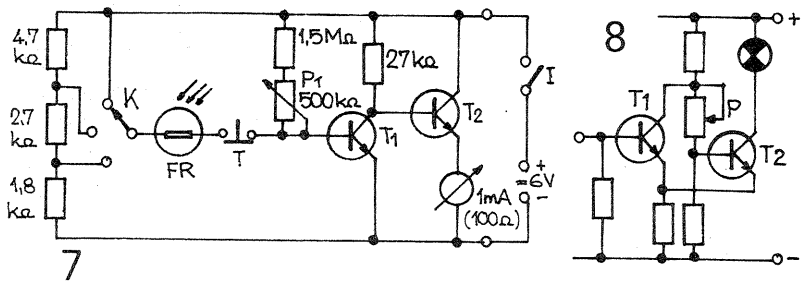 4,7
kΩ
2,7
kΩ
1,8
kΩ
K
FR
T
1,5MΩ
P1
500kΩ
27kΩ
T1
T2
1mA
(100Ω)
I
+
=6V
-
7
8
+
T1
P
T2
-